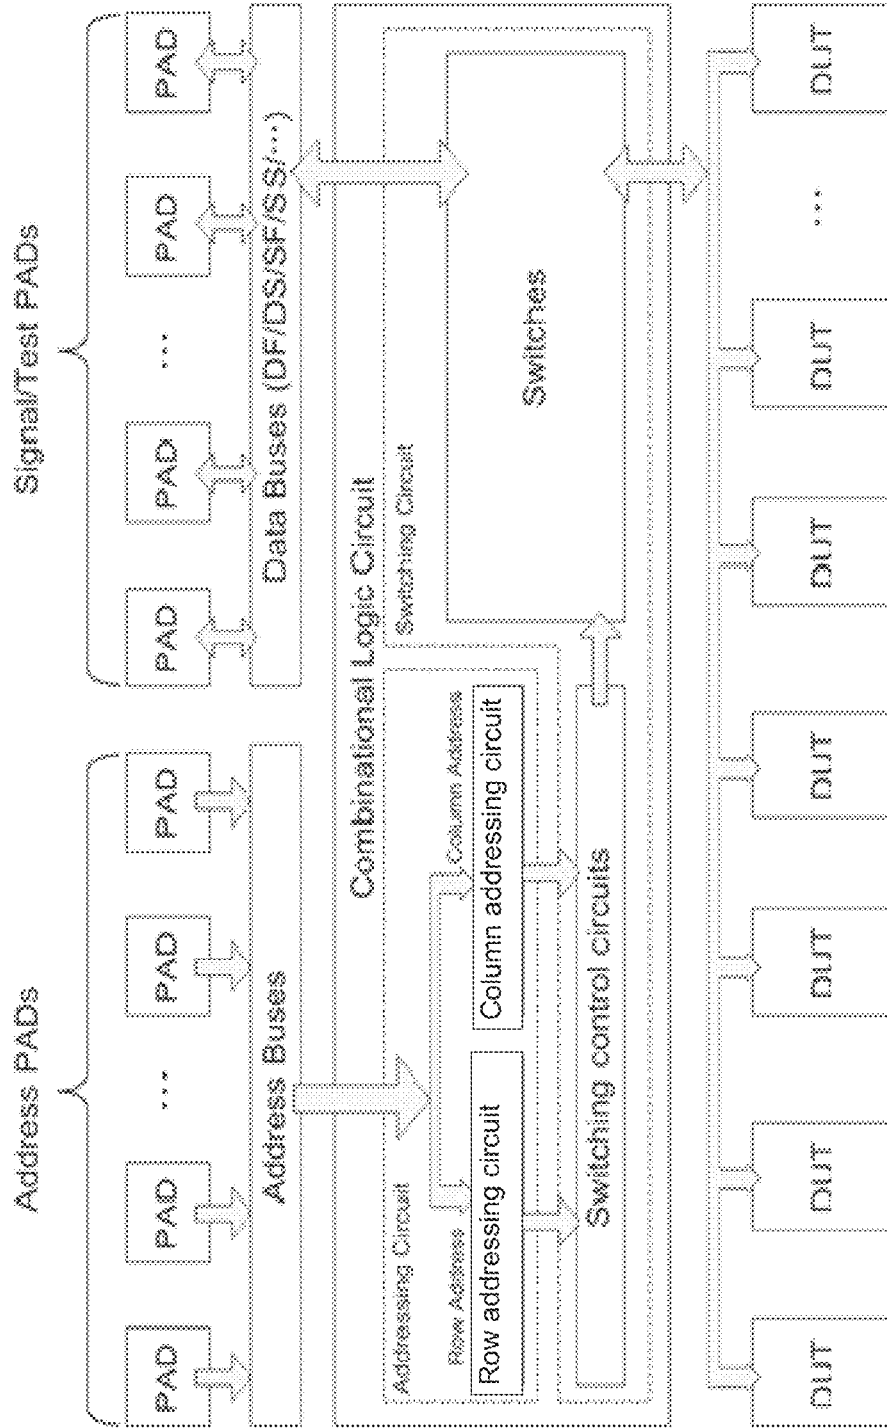 Address PADs
Signal/Test PADs
PAD
PAD
...
PAD
PAD
PAD
PAD
...
PAD
PAD
Address Buses
Data Buses (DF/DS/SF/SS/···)
Combinational Logic Circuit
Addressing Circuit
Switching Circuit
Row Address
Column Address
Row addressing circuit
Column addressing circuit
Switches
Switching control circuits
DUT
DUT
DUT
DUT
DUT
DUT
...
DUT